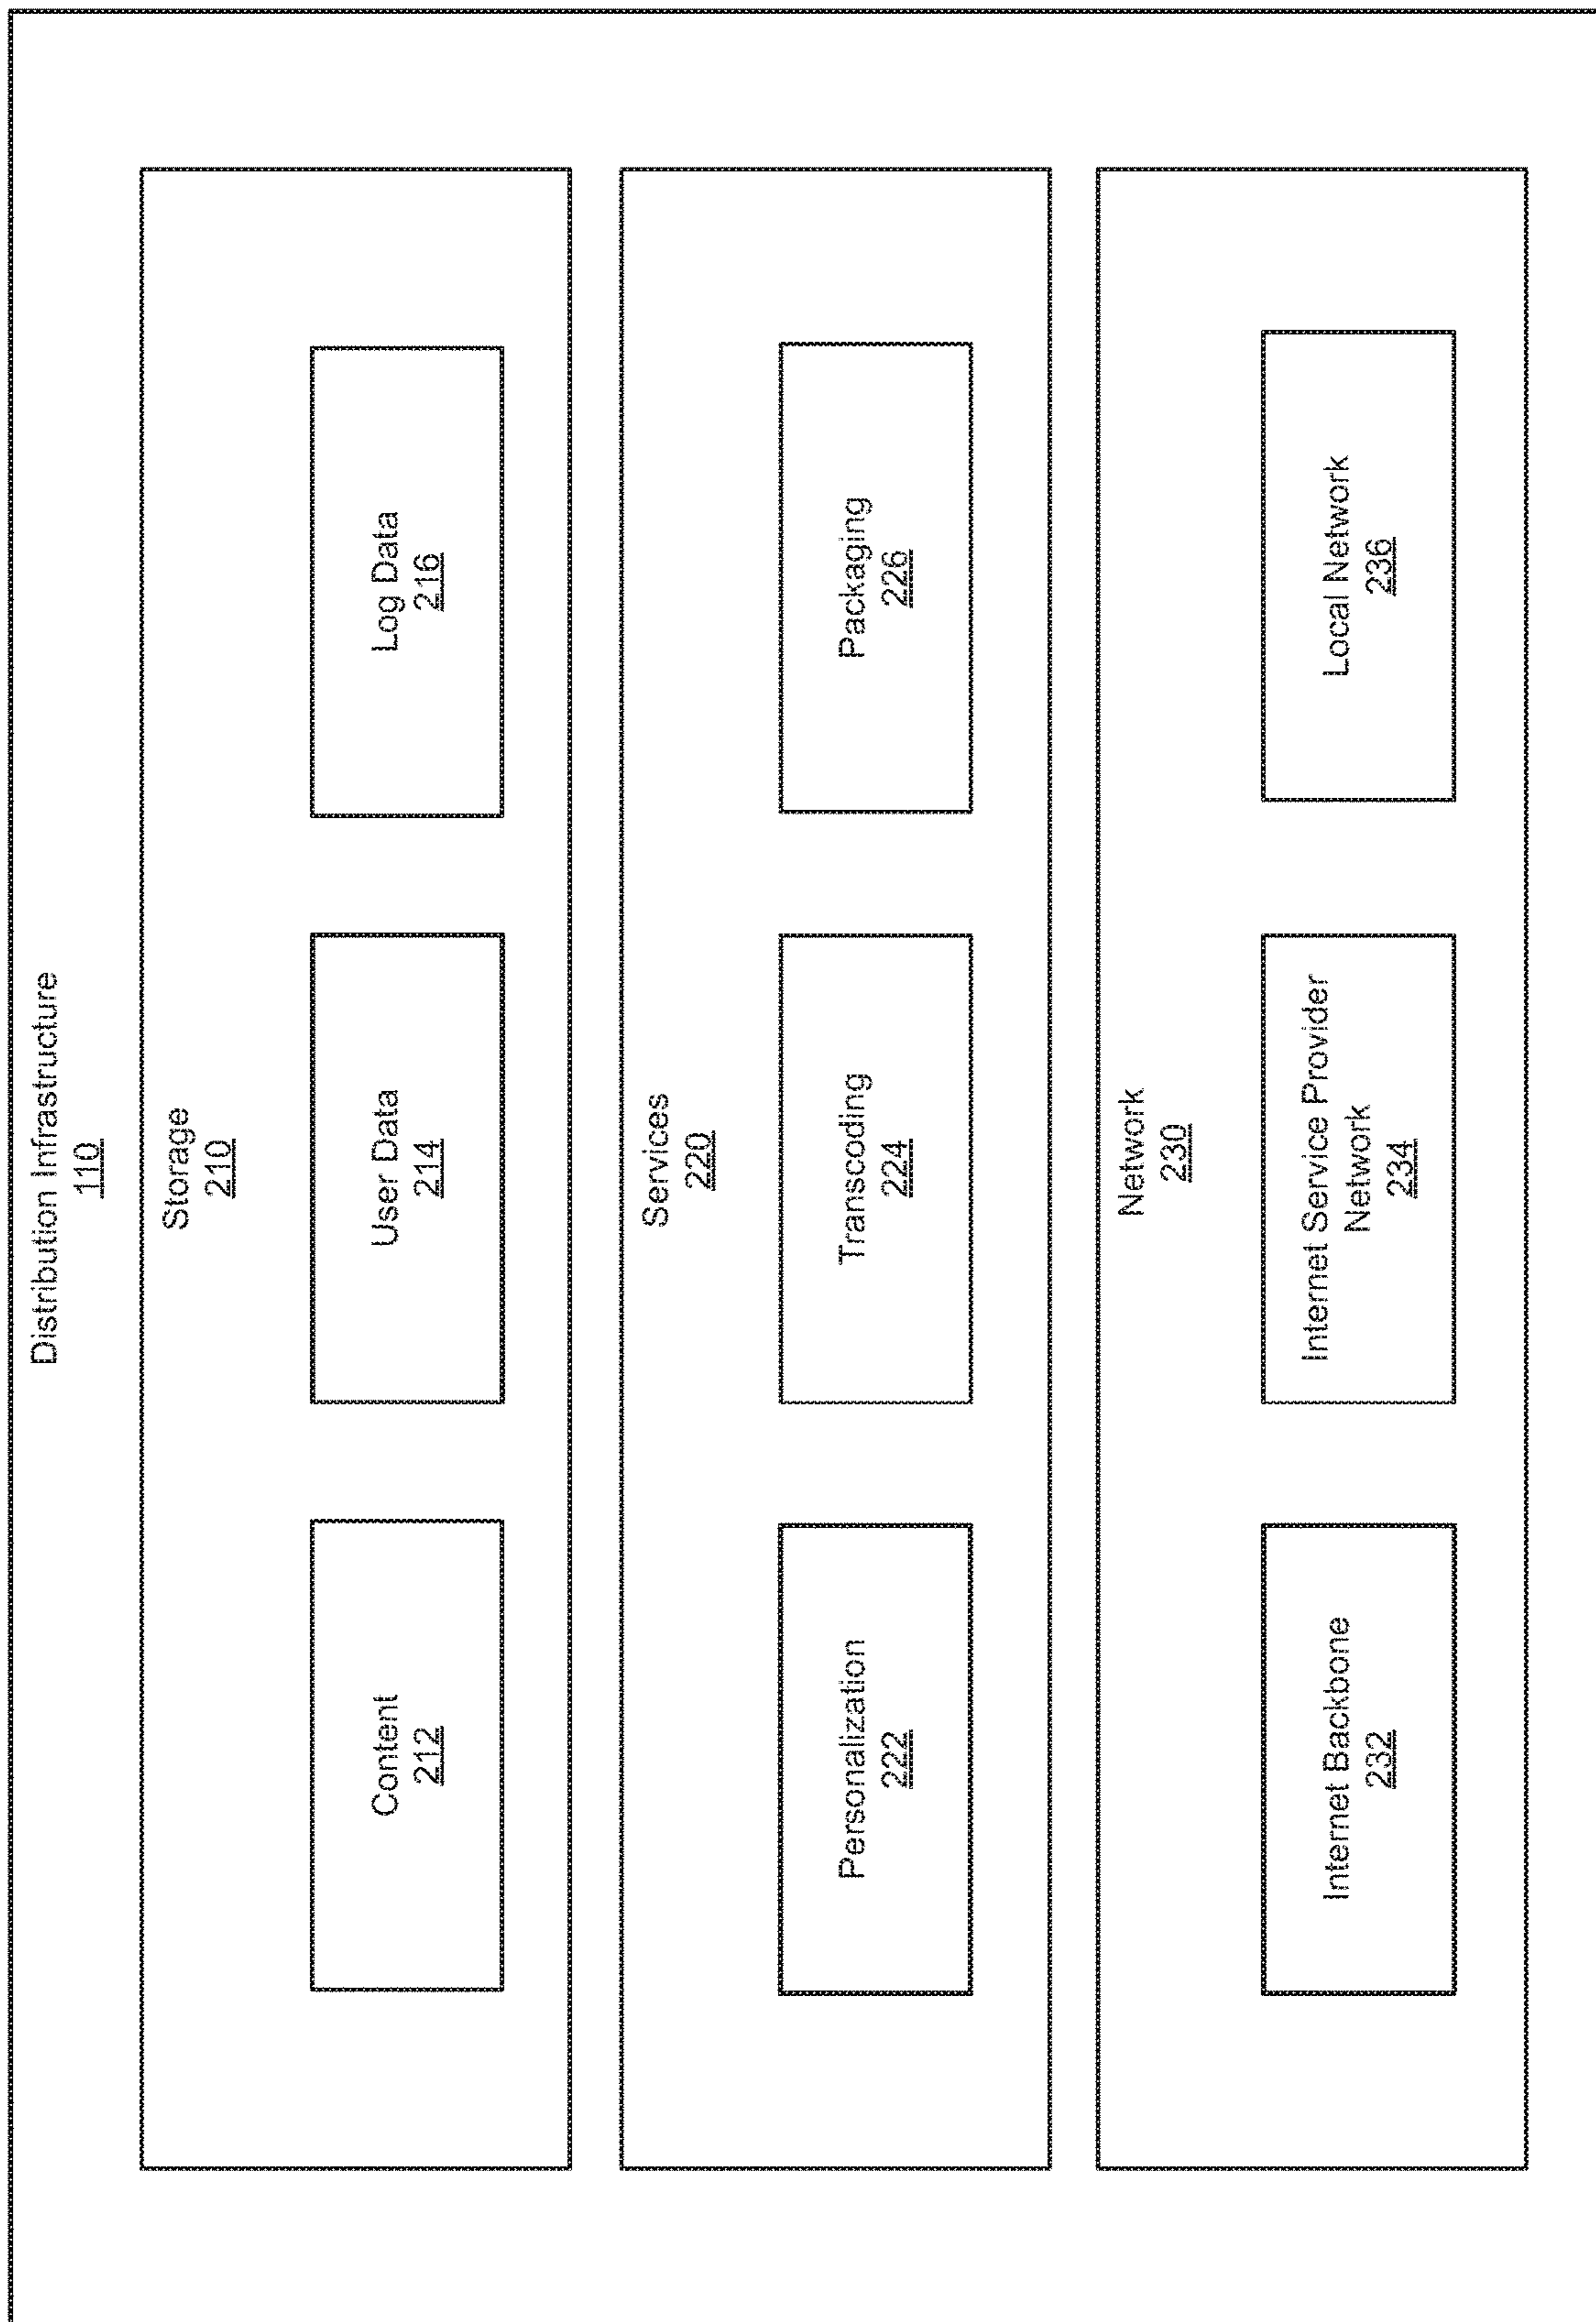 Distribution Infrastructure
110
Storage
210
Content
212
User Data
214
Log Data
216
Services
220
Personalization
222
Transcoding
224
Packaging
226
Network
230
Internet Backbone
232
Internet Service Provider
Network
234
Local Network
236